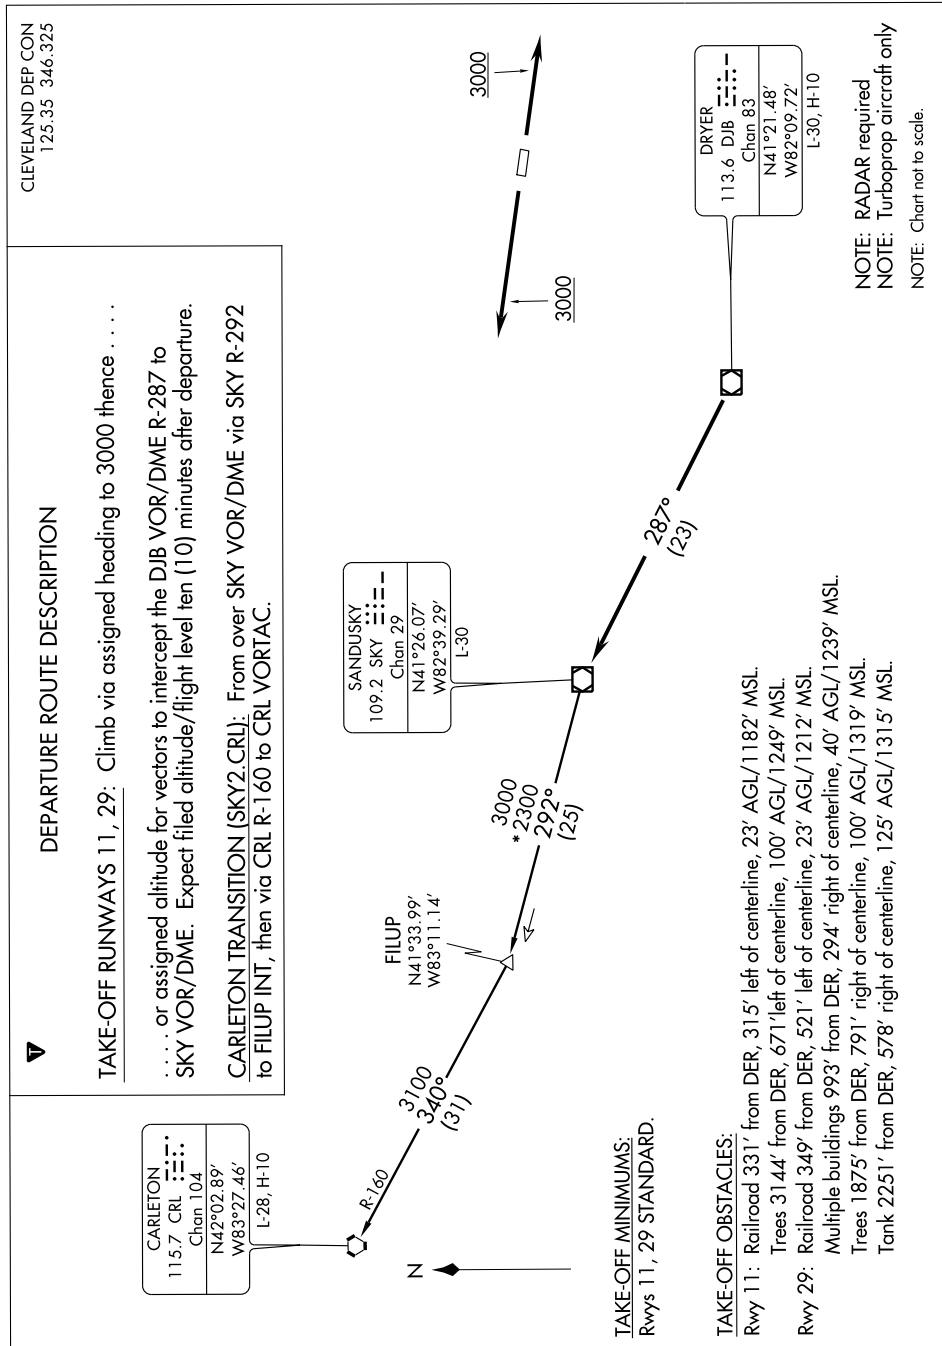 CLEVELAND DEP CON
125.35 346.325
T
DEPARTURE ROUTE DESCRIPTION
TAKE-OFF RUNWAYS 11, 29: Climb via assigned heading to 3000 thence . . . .
. . . . or assigned altitude for vectors to intercept the DJB VOR/DME R-287 to
SKY VOR/DME. Expect filed altitude/flight level ten (10) minutes after departure.
CARLETON TRANSITION (SKY2.CRL): From over SKY VOR/DME via SKY R-292
to FILUP INT, then via CRL R-160 to CRL VORTAC.
CARLETON
115.7 CRL
Chan 104
N42°02.89'
W83°27.46'
L-28, H-10
R-160
3100
340°
(31)
N
FILUP
N41°33.99'
W83°11.14'
3000
*2300
292°
(25)
SANDUSKY
109.2 SKY
Chan 29
N41°26.07'
W82°39.29'
L-30
287°
(23)
3000
3000
DRYER
113.6 DJB
Chan 83
N41°21.48'
W82°09.72'
L-30, H-10
TAKE-OFF MINIMUMS:
Rwys 11, 29 STANDARD.
TAKE-OFF OBSTACLES:
Rwy 11: Railroad 331' from DER, 315' left of centerline, 23' AGL/1182' MSL.
Trees 3144' from DER, 671'left of centerline, 100' AGL/1249' MSL.
Rwy 29: Railroad 349' from DER, 521' left of centerline, 23' AGL/1212' MSL.
Multiple buildings 993' from DER, 294' right of centerline, 40' AGL/1239' MSL.
Trees 1875' from DER, 791' right of centerline, 100' AGL/1319' MSL.
Tank 2251' from DER, 578' right of centerline, 125' AGL/1315' MSL.
NOTE: RADAR required
NOTE: Turboprop aircraft only
NOTE: Chart not to scale.